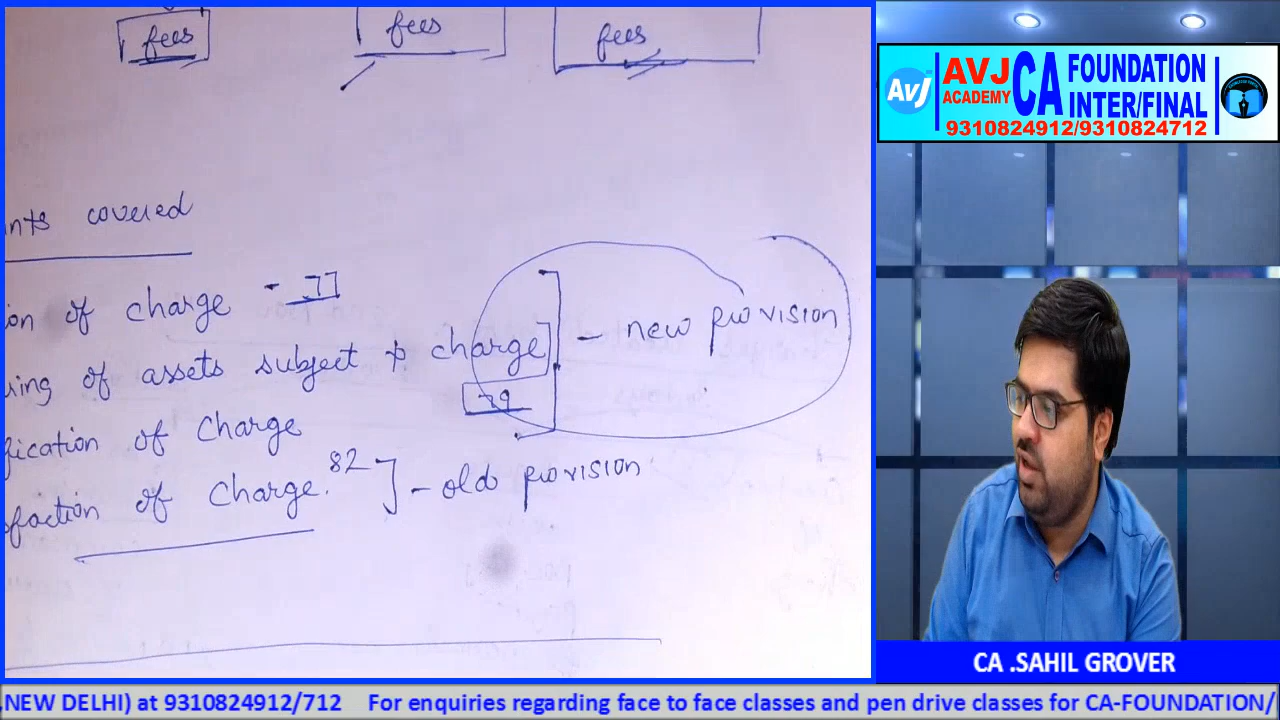 fees fees fees
nts covered
ion of charge - 77
ing of assets subject to charge - new provision
79
fication of charge
sfaction of charge. 82 - old provision
AVJ
AVJ ACADEMY
CA
FOUNDATION
INTER/FINAL
9310824912/9310824712
CA .SAHIL GROVER
NEW DELHI) at 9310824912/712 For enquiries regarding face to face classes and pen drive classes for CA-FOUNDATION/